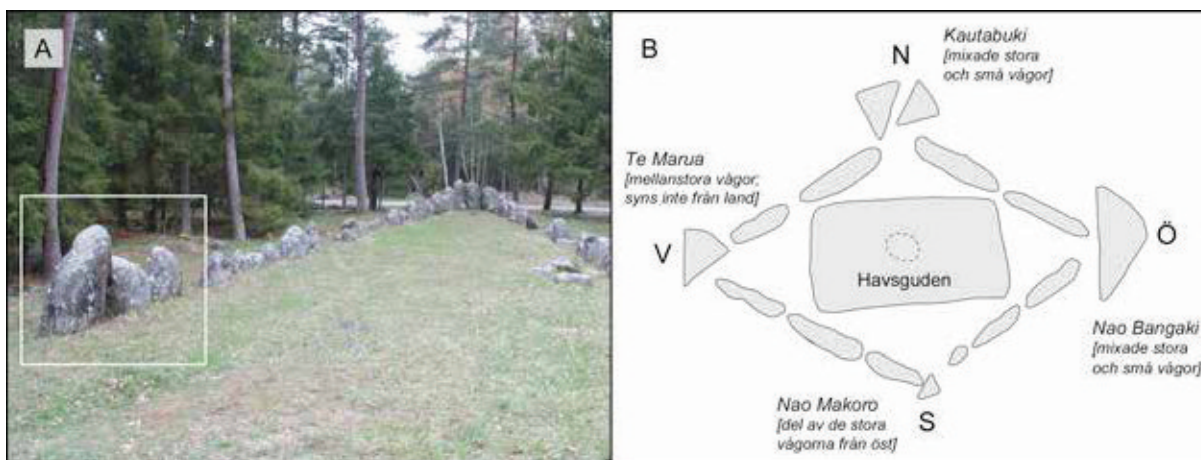 A
B
N
Kautabuki
[mixade stora
och små vågor]
Te Marua
[mellanstora vågor;
syns inte från land]
V
Ö
Havsguden
Nao Bangaki
[mixade stora
och små vågor]
Nao Makoro
[del av de stora
vågorna från öst]
S